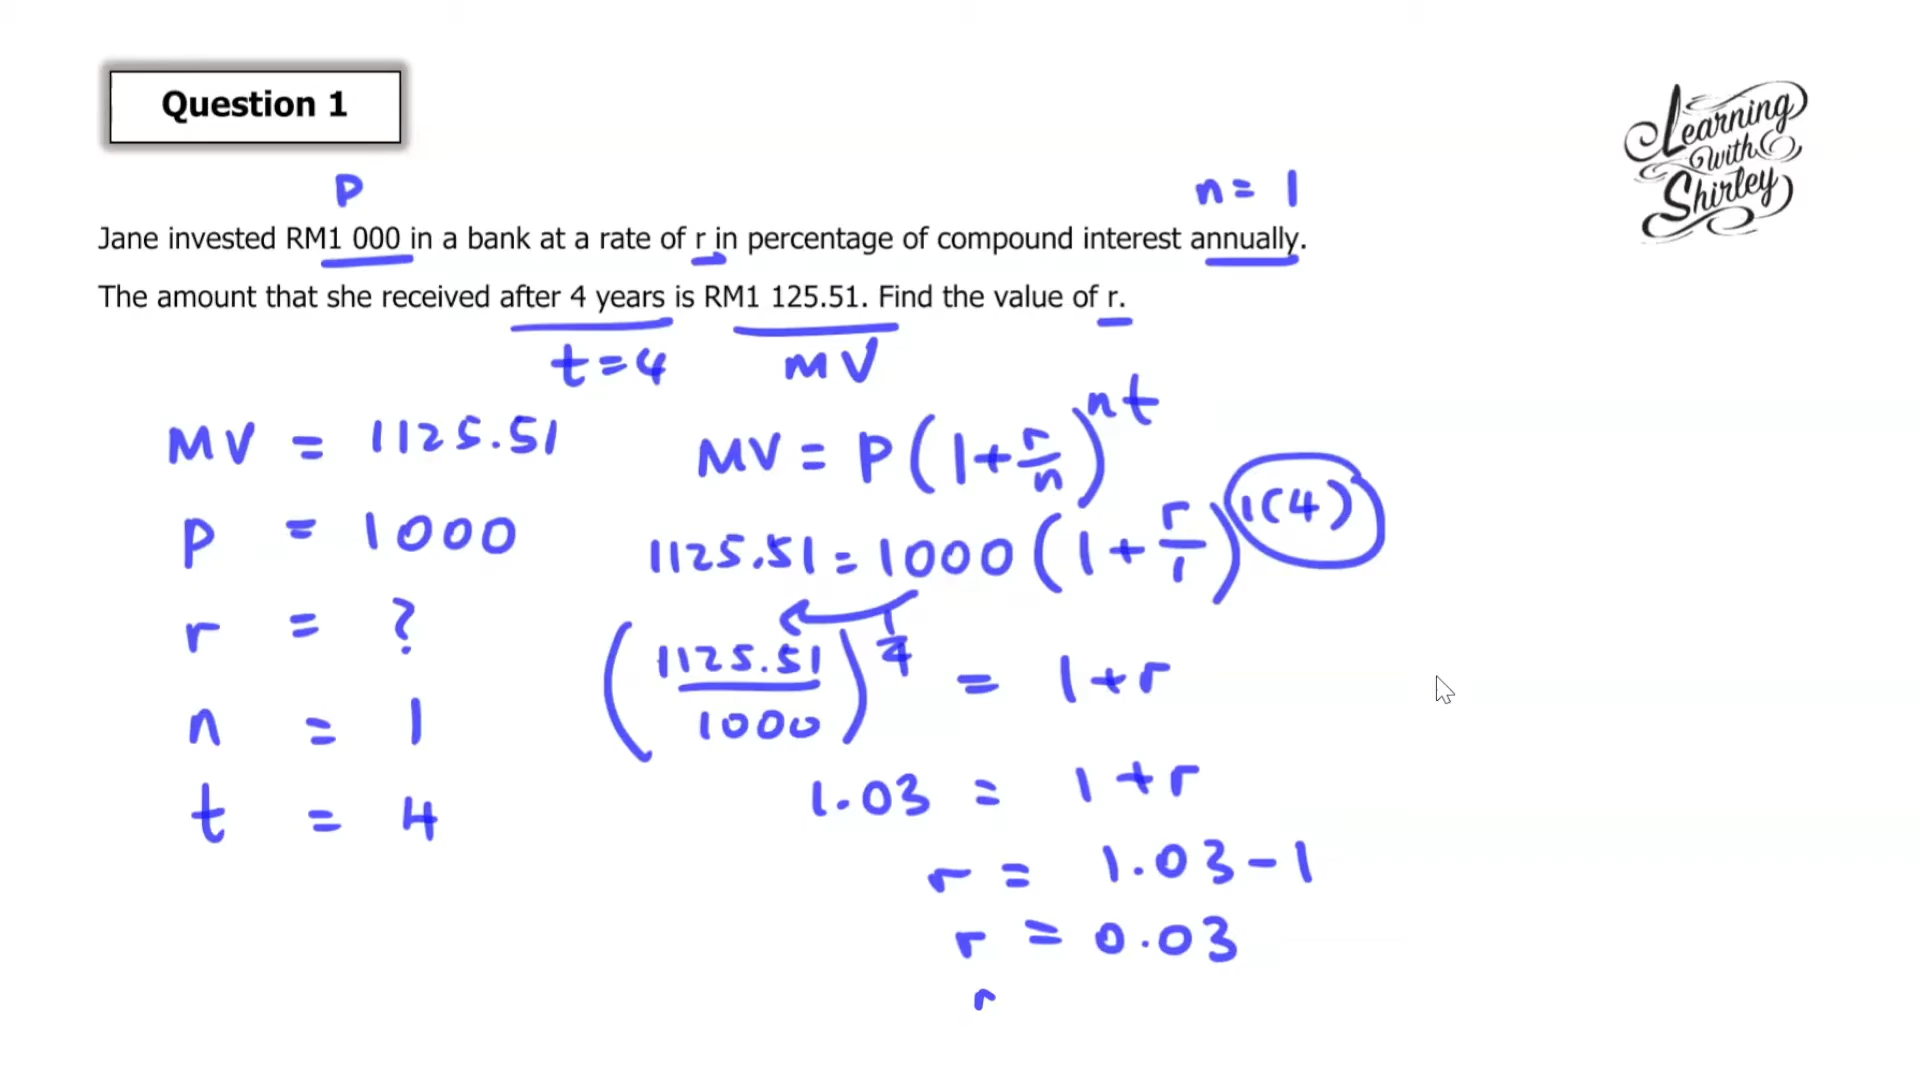 Question 1
Learning
with
Shirley
P
n = 1
Jane invested RM1 000 in a bank at a rate of r in percentage of compound interest annually.
The amount that she received after 4 years is RM1 125.51. Find the value of r.
t = 4
MV
MV = 1125.51
P = 1000
r = ?
n = 1
t = 4
MV = P(1+r/n)^nt
1125.51 = 1000(1+r/1)^1(4)
(1125.51/1000)^1/4 = 1+r
1.03 = 1+r
r = 1.03-1
r = 0.03
r